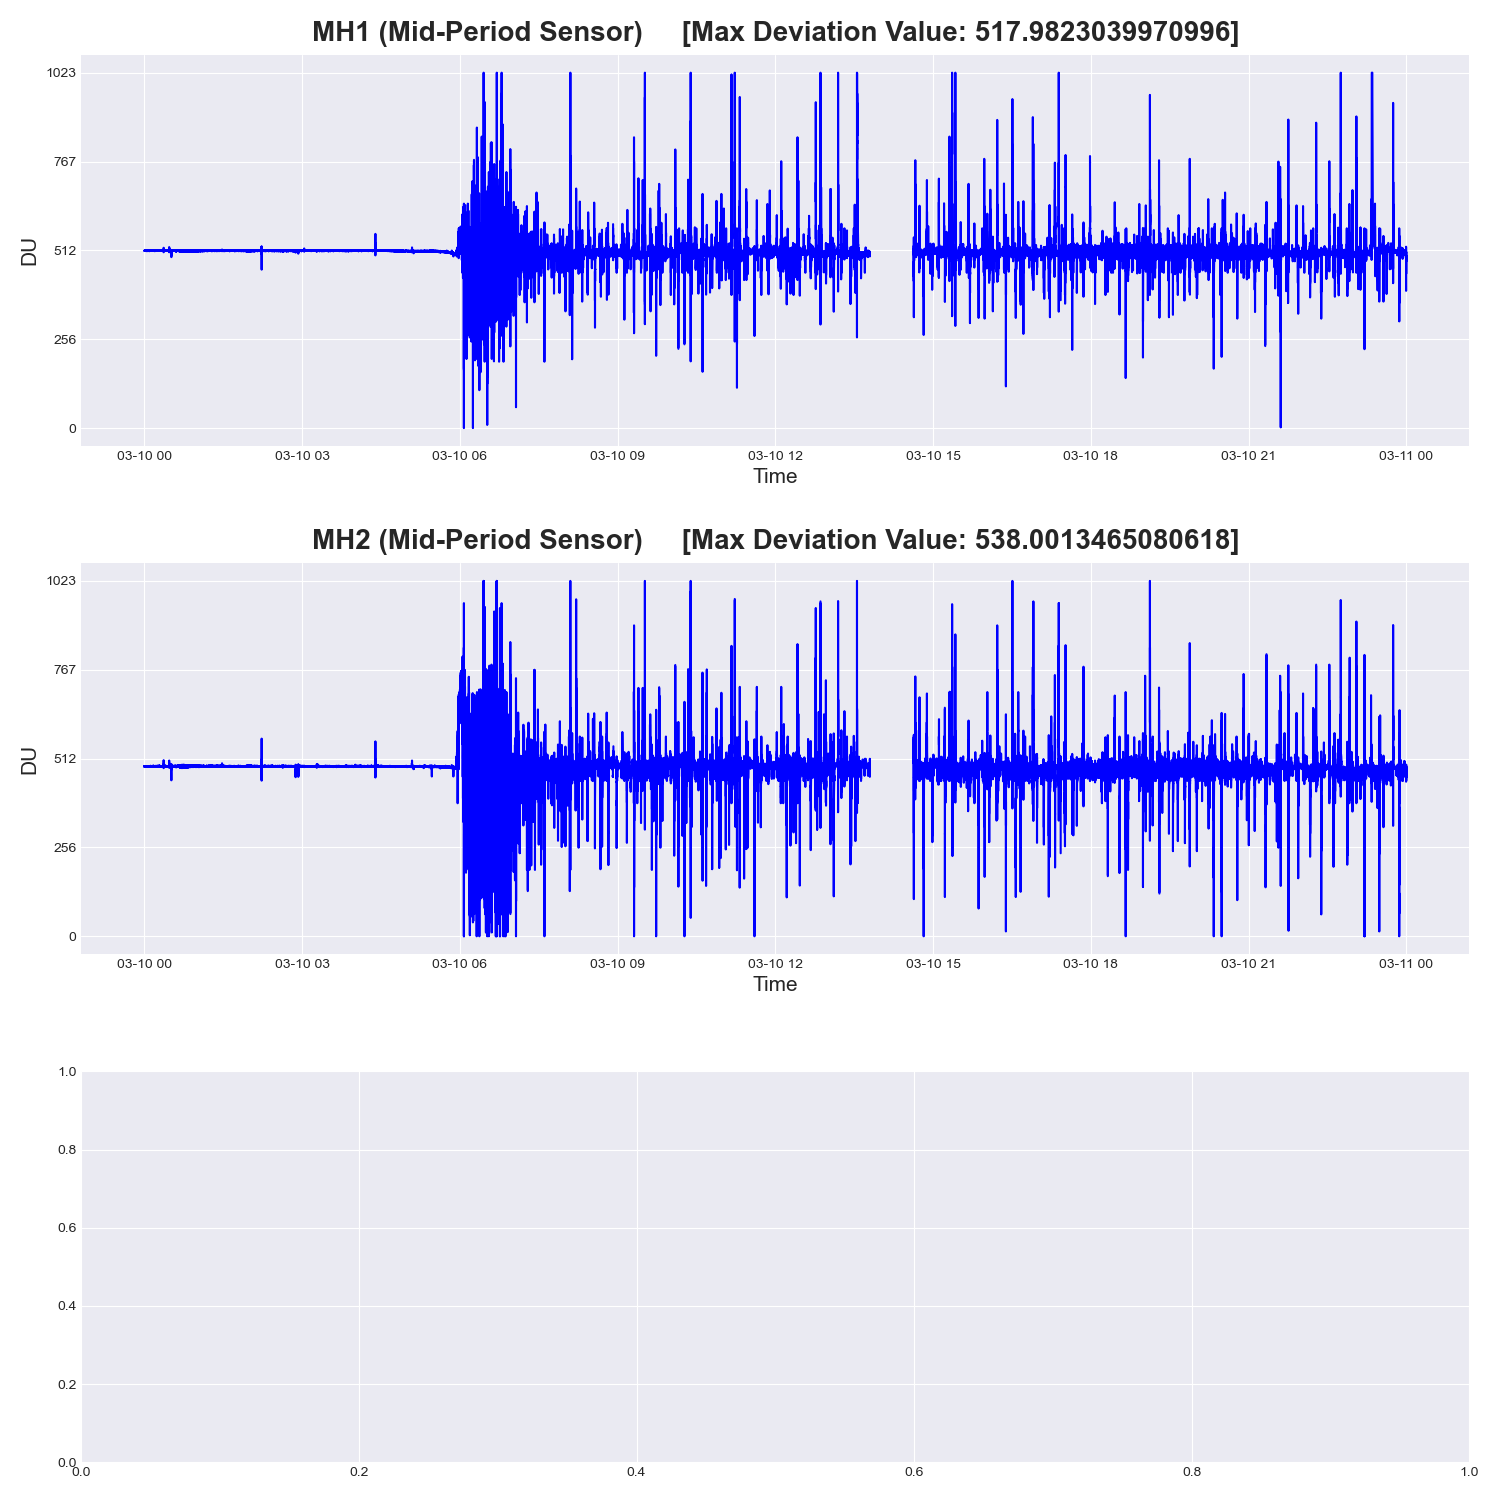 MH1 (Mid-Period Sensor) [Max Deviation Value: 517.9823039970996]
1023
767
512
256
0
DU
03-10 00 03-10 03 03-10 06 03-10 09 03-10 12 03-10 15 03-10 18 03-10 21 03-11 00
Time
MH2 (Mid-Period Sensor) [Max Deviation Value: 538.0013465080618]
1023
767
512
256
0
DU
03-10 00 03-10 03 03-10 06 03-10 09 03-10 12 03-10 15 03-10 18 03-10 21 03-11 00
Time
1.0
0.8
0.6
0.4
0.2
0.0
0.0 0.2 0.4 0.6 0.8 1.0